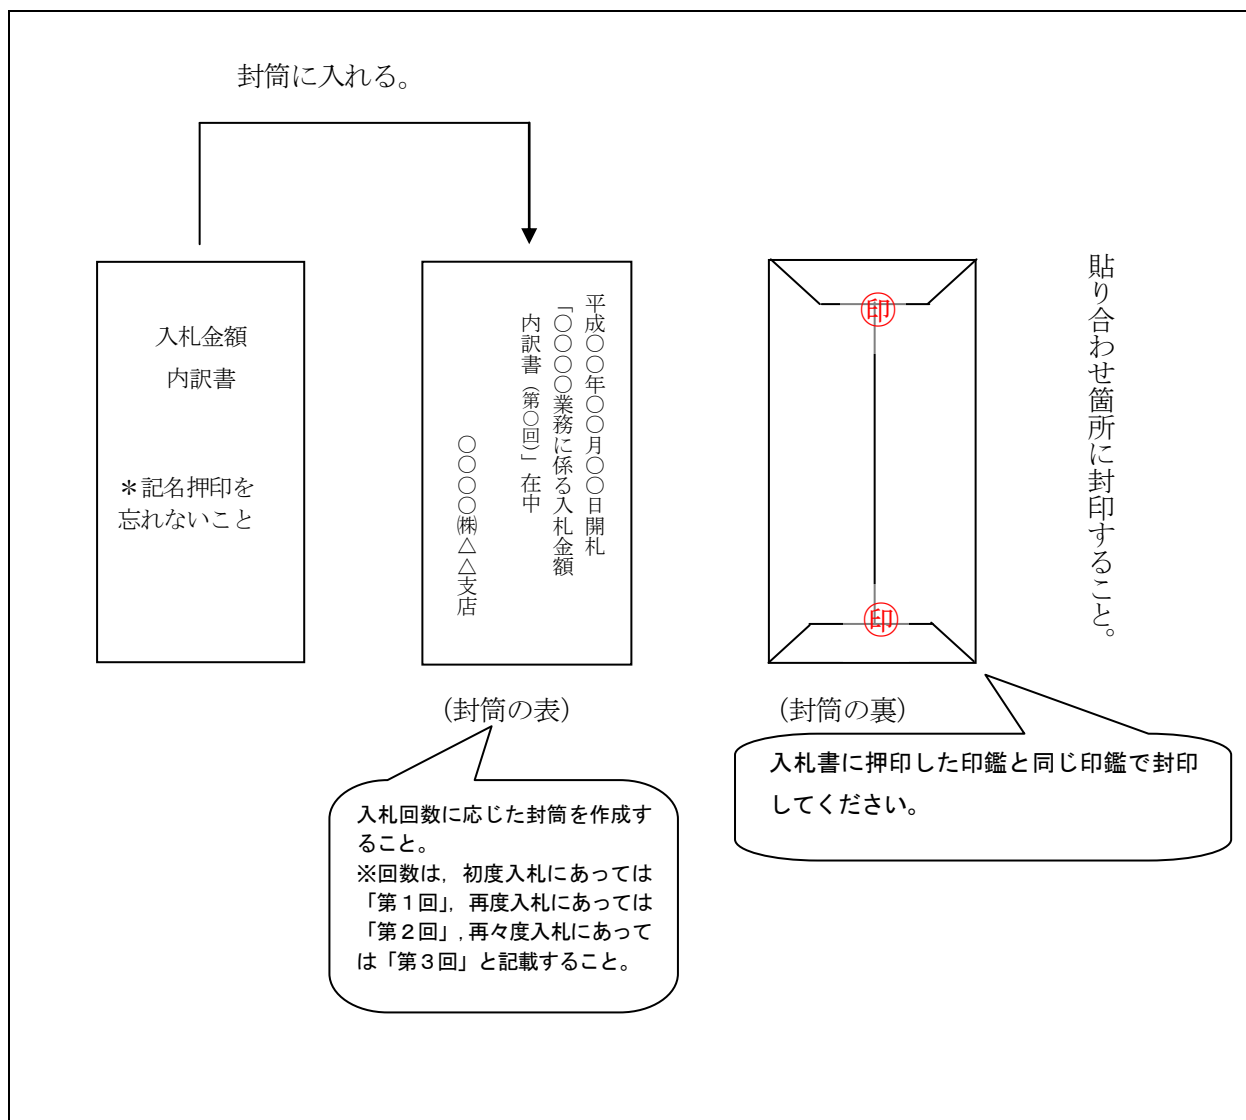 封筒に入れる。
入札金額
内訳書
＊記名押印を
忘れないこと
平成〇〇年〇〇月〇〇日開札
「〇〇〇〇業務に係る入札金額
内訳書（第〇回）」在中
〇〇〇〇㈱△△支店
印
印
貼り合わせ箇所に封印すること。
（封筒の表）
（封筒の裏）
入札回数に応じた封筒を作成す
ること。
※回数は，初度入札にあっては
「第１回」，再度入札にあっては
「第２回」，再々度入札にあって
は「第３回」と記載すること。
入札書に押印した印鑑と同じ印鑑で封印
してください。